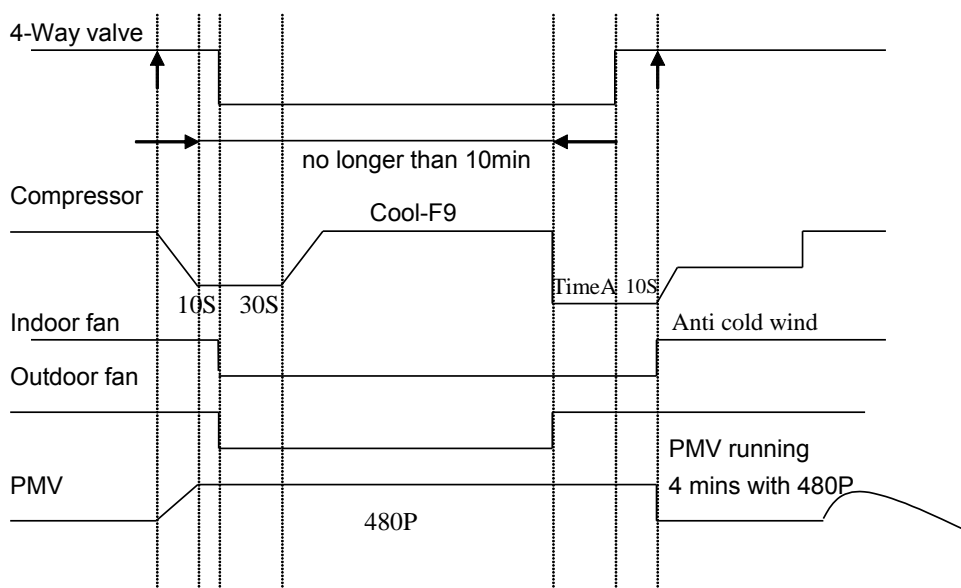 4-Way valve
no longer than 10min
Compressor
Cool-F9
10S 30S
TimeA 10S
Indoor fan
Anti cold wind
Outdoor fan
PMV running
4 mins with 480P
PMV
480P